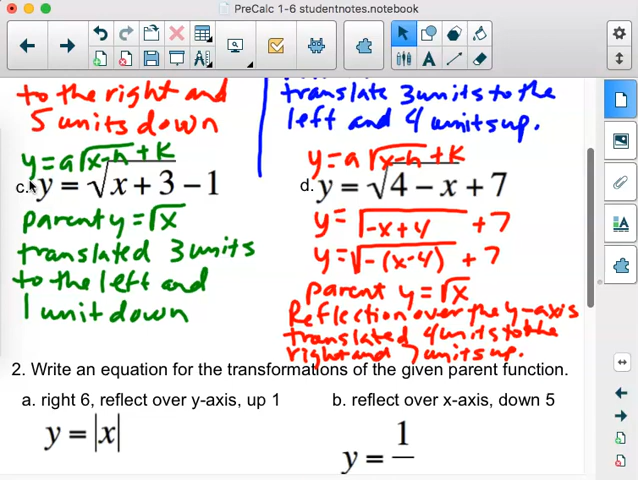 PreCalc 1-6 studentnotes.notebook
to the right and
5 units down
translate 3 units to the
left and 4 units up.
y = a√x-h + k
c. y = √x + 3 − 1
parent y = √x
translated 3 units
to the left and
1 unit down
y = a √x-h + k
d. y = √4 − x + 7
y = √-x + 4 + 7
y = √-(x-4) + 7
parent y = √x
Reflection over the y-axis
translated 4 units to the
right and 7 units up.
2. Write an equation for the transformations of the given parent function.
a. right 6, reflect over y-axis, up 1
y = |x|
b. reflect over x-axis, down 5
y = 1